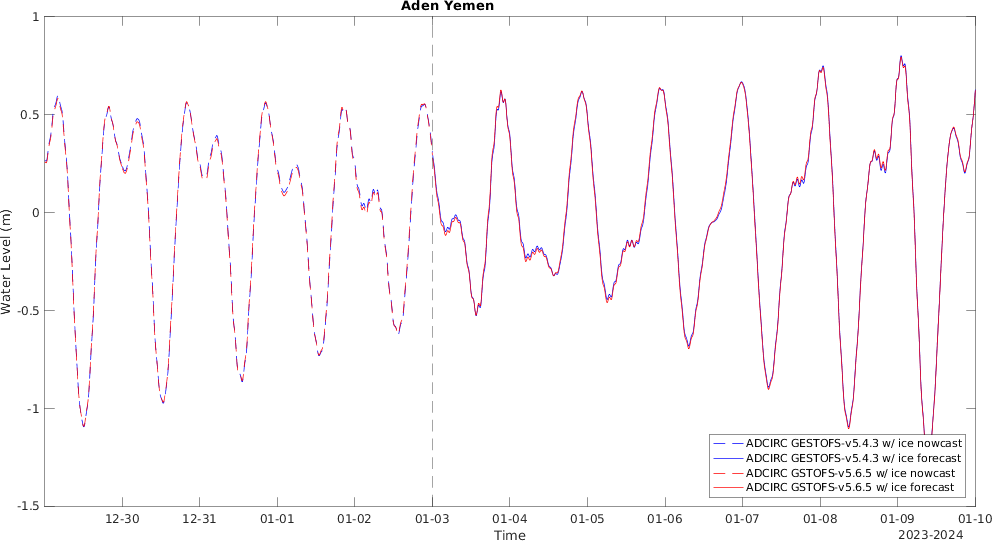 Aden Yemen
Water Level (m)
1
0.5
0
-0.5
-1
-1.5
ADCIRC GESTOFS-v5.4.3 w/ ice nowcast
ADCIRC GESTOFS-v5.4.3 w/ ice forecast
ADCIRC GSTOFS-v5.6.5 w/ ice nowcast
ADCIRC GSTOFS-v5.6.5 w/ ice forecast
12-30 12-31 01-01 01-02 01-03 01-04 01-05 01-06 01-07 01-08 01-09 01-10
Time
2023-2024